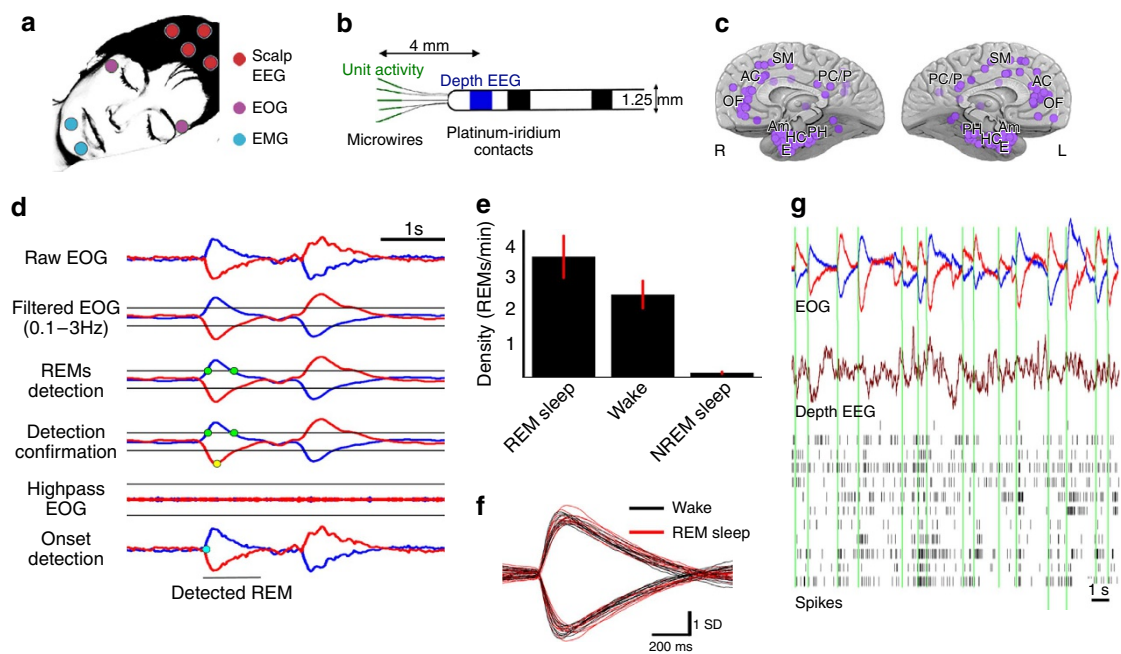 a
Scalp
EEG
EOG
EMG
b
4 mm
Unit activity
Depth EEG
1.25 mm
Microwires
Platinum-iridium
contacts
c
SM
AC
PC/P
OF
Am
HC
PH
E
R
SM
PC/P
AC
OF
PH
Am
HC
E
L
d
1s
Raw EOG
Filtered EOG
(0.1–3Hz)
REMs
detection
Detection
confirmation
Highpass
EOG
Onset
detection
Detected REM
e
Density (REMs/min)
4
3
2
1
REM sleep
Wake
NREM sleep
f
Wake
REM sleep
1 SD
200 ms
g
EOG
Depth EEG
Spikes
1 s